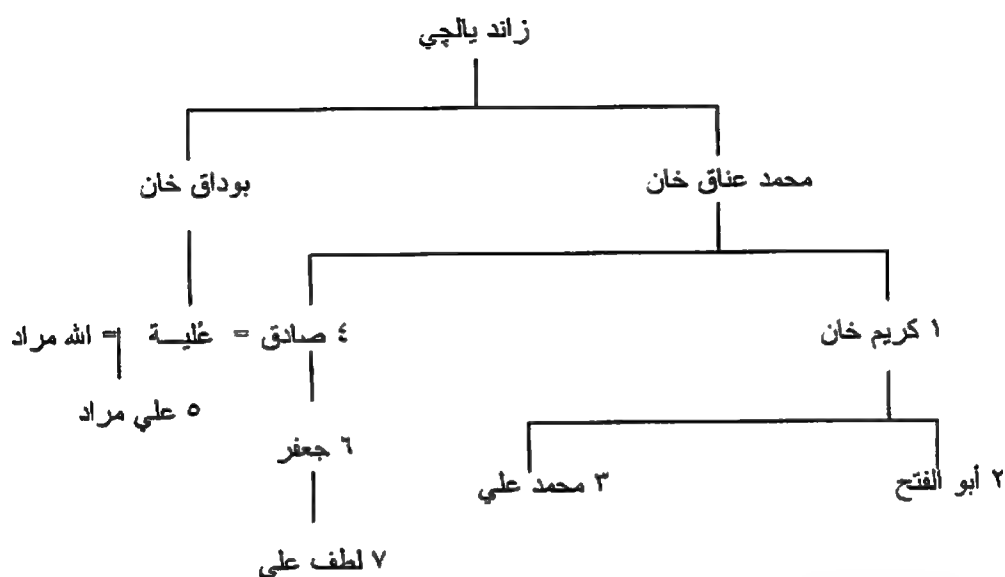 زاند يالچي
محمد عناق خان
بوداق خان
١ كريم خان
٤ صادق = عُليــة = الله مراد
٥ علي مراد
٦ جعفر
٢ أبو الفتح
٣ محمد علي
٧ لطف علي